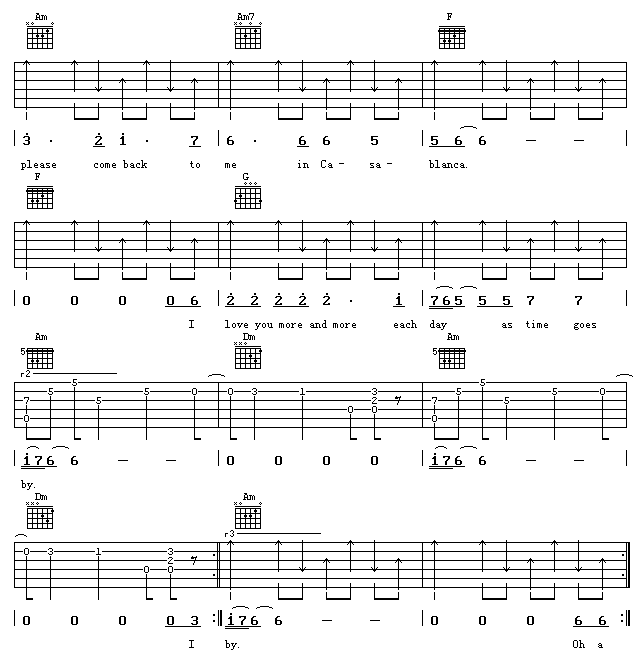 Am Am7 F
3 · 2 1 · 7 6 · 6 6 5 5 6 6 – –
please come back to me in Ca - sa - blanca.
F G
0 0 0 0 6 2 2 2 2 2 · 1 7 6 5 5 5 7 7
I love you more and more each day as time goes
Am Dm Am
5 5
r2
7 0 5 5 5 5 0 0 3 1 0 3 2 0 7 0 5 5 5 5 0
1 7 6 6 – – 0 0 0 0 1 7 6 6 – –
by.
Dm Am
r3
0 3 1 0 3 2 0
0 0 0 0 3 :|| 1 7 6 6 – – 0 0 0 6 6 :||
I by. Oh a